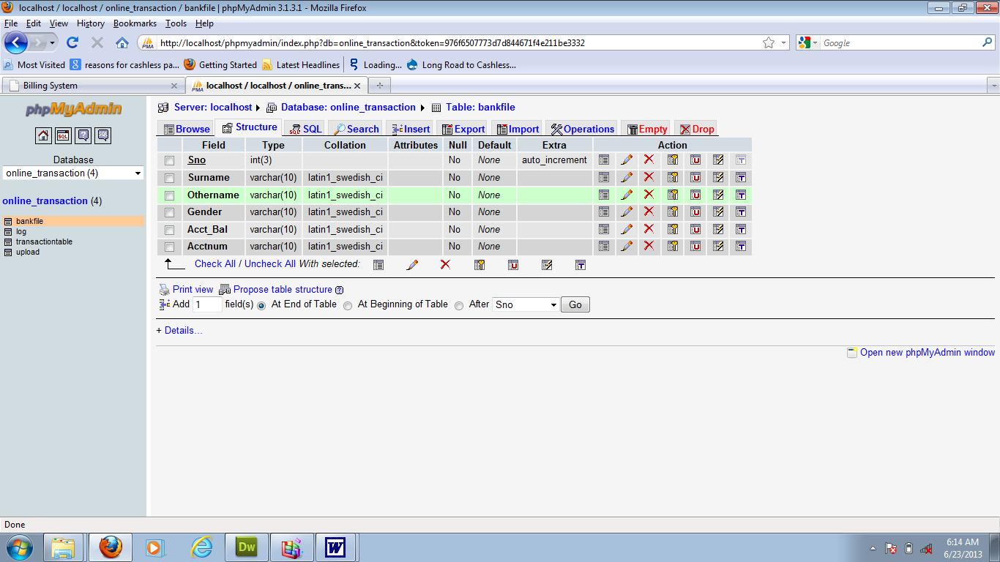 localhost / localhost / online_transaction / bankfile | phpMyAdmin 3.1.3.1 - Mozilla Firefox
File Edit View History Bookmarks Tools Help
PMA http://localhost/phpmyadmin/index.php?db=online_transaction&token=976f6507773d7d844671f4e211be3332 Google
Most Visited reasons for cashless pa... Getting Started Latest Headlines Loading... Long Road to Cashless...
Billing System PMA localhost / localhost / online_trans...
phpMyAdmin
SQL
Database
online_transaction (4)
online_transaction (4)
bankfile
log
transactiontable
upload
Server: localhost Database: online_transaction Table: bankfile
Browse Structure SQL Search Insert Export Import Operations Empty Drop
Field Type Collation Attributes Null Default Extra Action
Sno int(3) No None auto_increment
Surname varchar(10) latin1_swedish_ci No None
Othername varchar(10) latin1_swedish_ci No None
Gender varchar(10) latin1_swedish_ci No None
Acct_Bal varchar(10) latin1_swedish_ci No None
Acctnum varchar(10) latin1_swedish_ci No None
Check All / Uncheck All With selected:
Print view Propose table structure
Add 1 field(s) At End of Table At Beginning of Table After Sno Go
+ Details...
Open new phpMyAdmin window
Done
Dw W 6:14 AM
6/23/2013